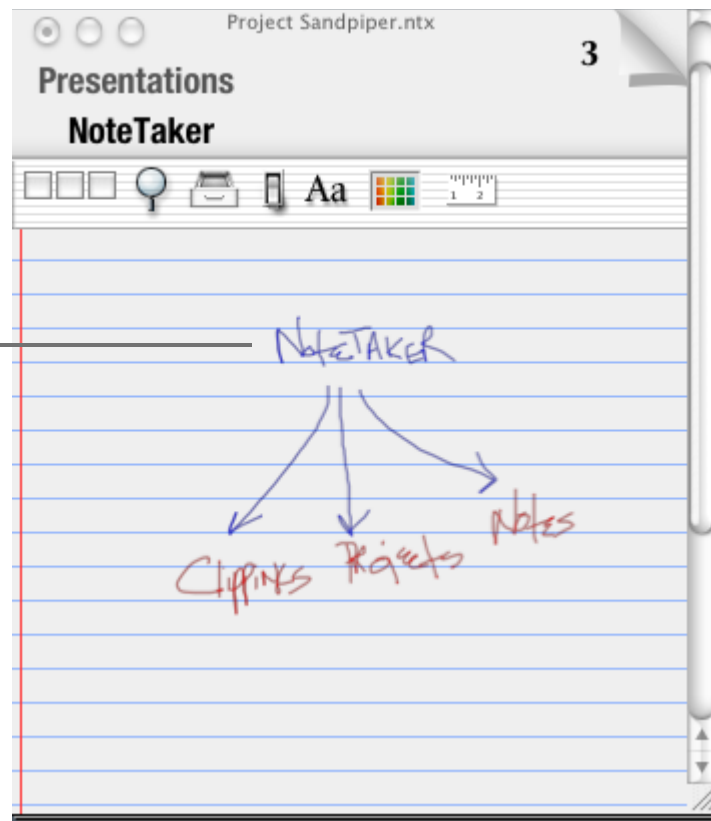 Project Sandpiper.ntx
3
Presentations
NoteTaker
Aa
1 2
NoteTAKER
Notes
Clippings Projects